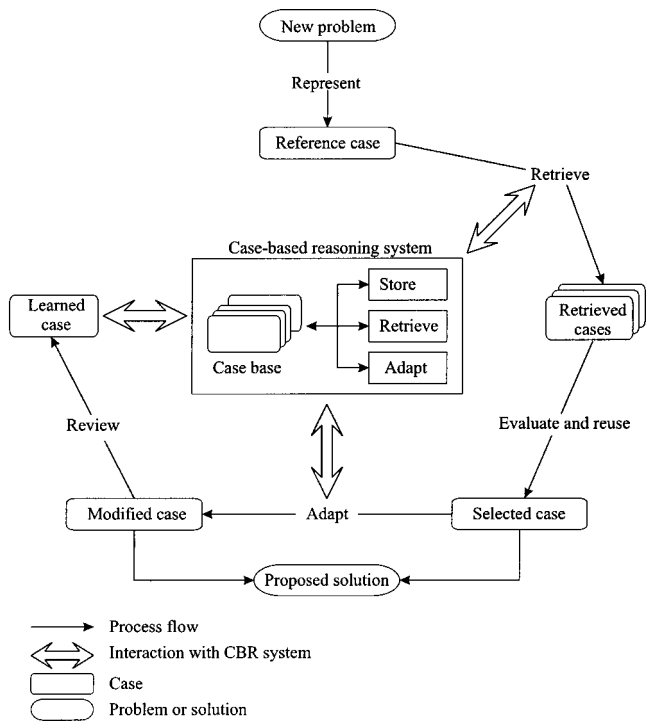 New problem
Represent
Reference case
Retrieve
Case-based reasoning system
Store
Learned
case
Retrieve
Retrieved
cases
Case base
Adapt
Review
Evaluate and reuse
Modified case
Adapt
Selected case
Proposed solution
Process flow
Interaction with CBR system
Case
Problem or solution